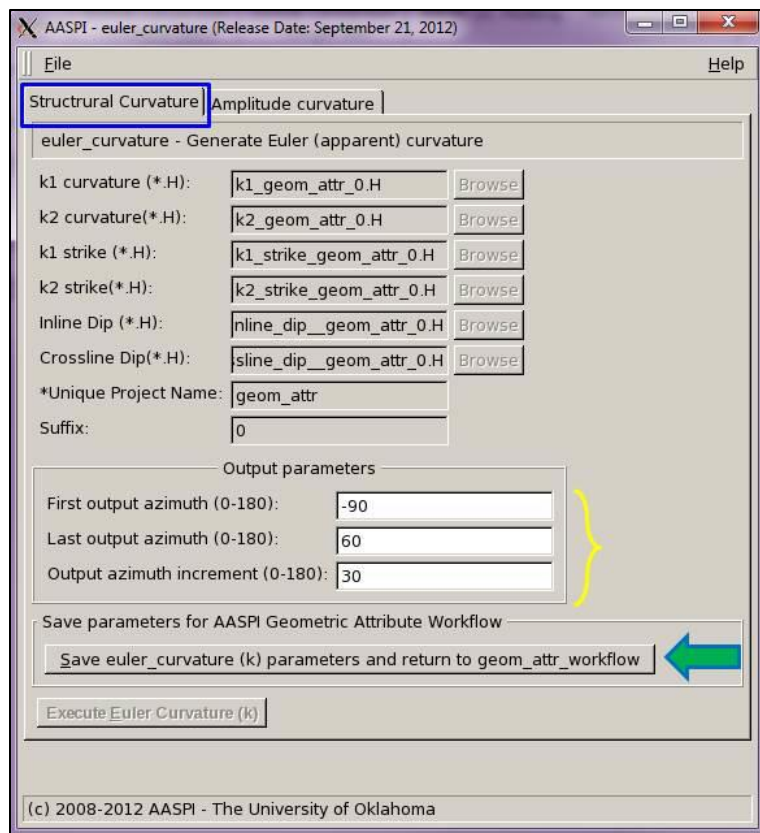 AASPI - euler_curvature (Release Date: September 21, 2012)
File Help
Structrural Curvature Amplitude curvature
euler_curvature - Generate Euler (apparent) curvature
k1 curvature (*.H): k1_geom_attr_0.H Browse
k2 curvature(*.H): k2_geom_attr_0.H Browse
k1 strike (*.H): k1_strike_geom_attr_0.H Browse
k2 strike(*.H): k2_strike_geom_attr_0.H Browse
Inline Dip (*.H): nline_dip__geom_attr_0.H Browse
Crossline Dip(*.H): sline_dip__geom_attr_0.H Browse
*Unique Project Name: geom_attr
Suffix: 0
Output parameters
First output azimuth (0-180): -90
Last output azimuth (0-180): 60
Output azimuth increment (0-180): 30
Save parameters for AASPI Geometric Attribute Workflow
Save euler_curvature (k) parameters and return to geom_attr_workflow
Execute Euler Curvature (k)
(c) 2008-2012 AASPI - The University of Oklahoma